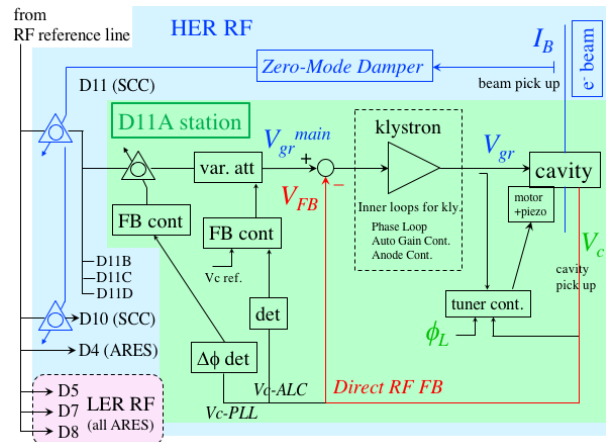 from
RF reference line
HER RF
I_B
e⁻ beam
Zero-Mode Damper
beam pick up
D11 (SCC)
D11A station
V_gr^main
klystron
V_gr
+
−
var. att
V_FB
cavity
motor
+piezo
FB cont
FB cont
Inner loops for kly.
Phase Loop
Auto Gain Cont.
Anode Cont.
V_c
cavity
pick up
Vc ref.
D11B
D11C
D11D
det
tuner cont.
D10 (SCC)
ϕ_L
D4 (ARES)
Δϕ det
Vc-ALC
Direct RF FB
Vc-PLL
D5
D7
D8
LER RF
(all ARES)